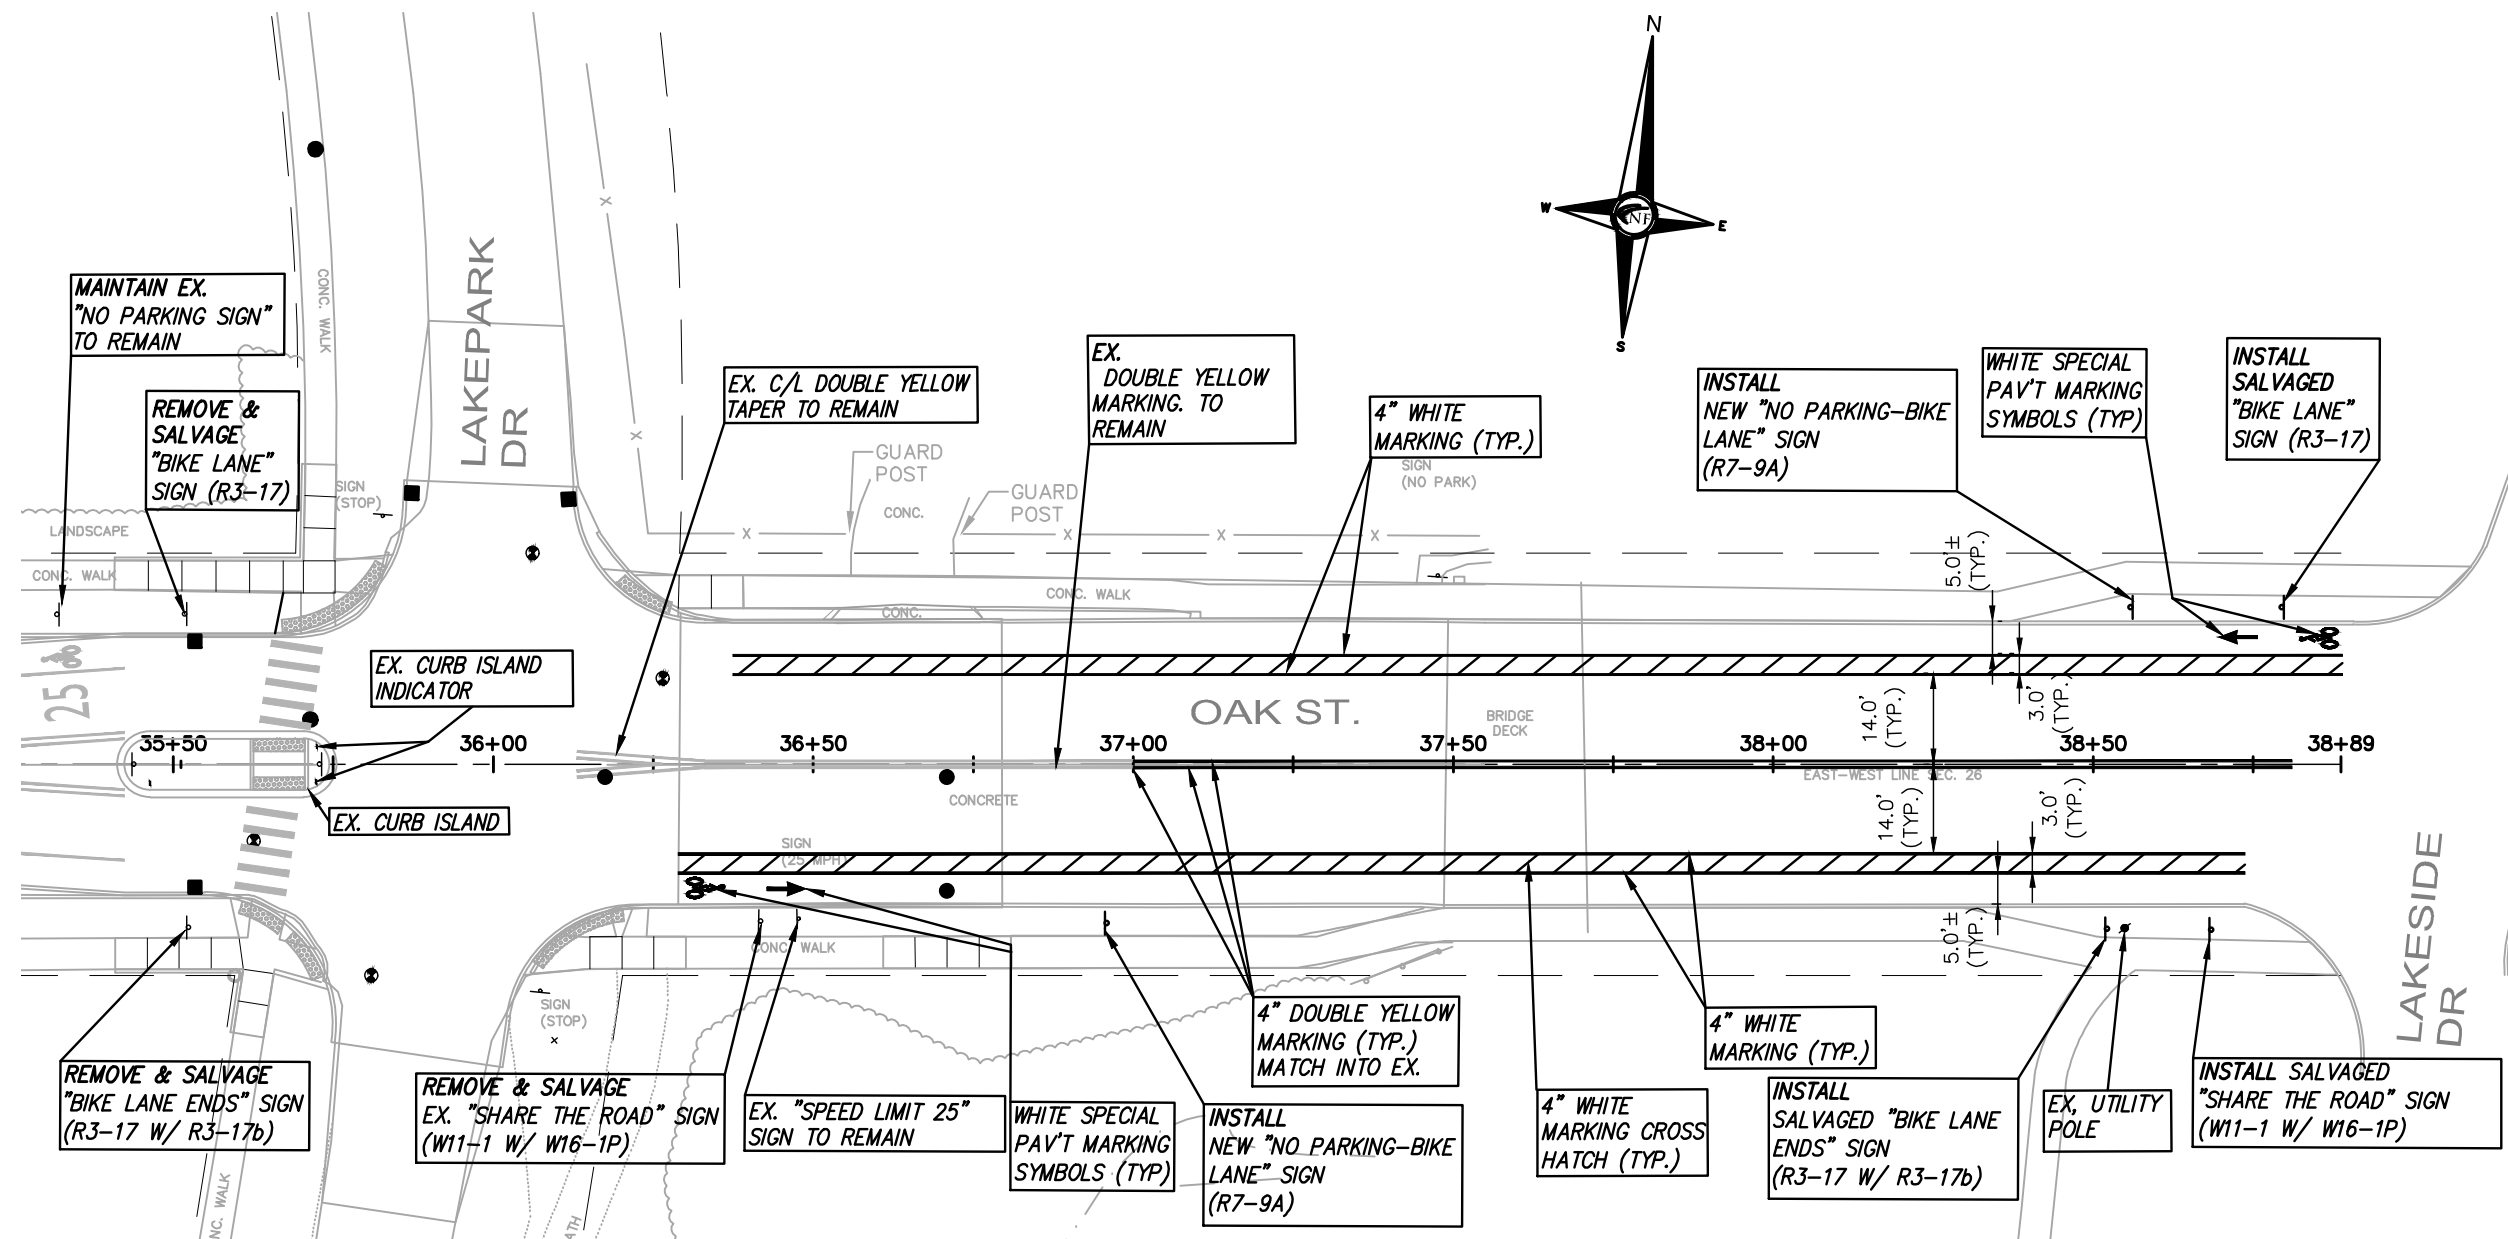 N
W
E
S
NF
CONC. WALK
LAKEPARK
DR
MAINTAIN EX.
"NO PARKING SIGN"
TO REMAIN
REMOVE &
SALVAGE
"BIKE LANE"
SIGN (R3-17)
EX. C/L DOUBLE YELLOW
TAPER TO REMAIN
EX.
DOUBLE YELLOW
MARKING. TO
REMAIN
4" WHITE
MARKING (TYP.)
INSTALL
NEW "NO PARKING-BIKE
LANE" SIGN
(R7-9A)
WHITE SPECIAL
PAV'T MARKING
SYMBOLS (TYP)
INSTALL
SALVAGED
"BIKE LANE"
SIGN (R3-17)
SIGN
(STOP)
GUARD
POST
GUARD
POST
CONC.
SIGN
(NO PARK)
X
X
X
X
X
X
LANDSCAPE
CONC. WALK
CONC. WALK
CONC.
5.0'±
(TYP.)
25
EX. CURB ISLAND
INDICATOR
OAK ST.
BRIDGE
DECK
14.0'
(TYP.)
3.0'
(TYP.)
35+50
36+00
36+50
37+00
37+50
38+00
38+50
38+89
EAST-WEST LINE SEC. 26
CONCRETE
EX. CURB ISLAND
14.0'
(TYP.)
3.0'
(TYP.)
SIGN
(25 MPH)
5.0'±
(TYP.)
CONC. WALK
LAKESIDE
DR
SIGN
(STOP)
X
4" DOUBLE YELLOW
MARKING (TYP.)
MATCH INTO EX.
4" WHITE
MARKING (TYP.)
REMOVE & SALVAGE
"BIKE LANE ENDS" SIGN
(R3-17 W/ R3-17b)
REMOVE & SALVAGE
EX. "SHARE THE ROAD" SIGN
(W11-1 W/ W16-1P)
EX. "SPEED LIMIT 25"
SIGN TO REMAIN
WHITE SPECIAL
PAV'T MARKING
SYMBOLS (TYP)
INSTALL
NEW "NO PARKING-BIKE
LANE" SIGN
(R7-9A)
4" WHITE
MARKING CROSS
HATCH (TYP.)
INSTALL
SALVAGED "BIKE LANE
ENDS" SIGN
(R3-17 W/ R3-17b)
EX, UTILITY
POLE
INSTALL SALVAGED
"SHARE THE ROAD" SIGN
(W11-1 W/ W16-1P)
NC. WALK
ATH